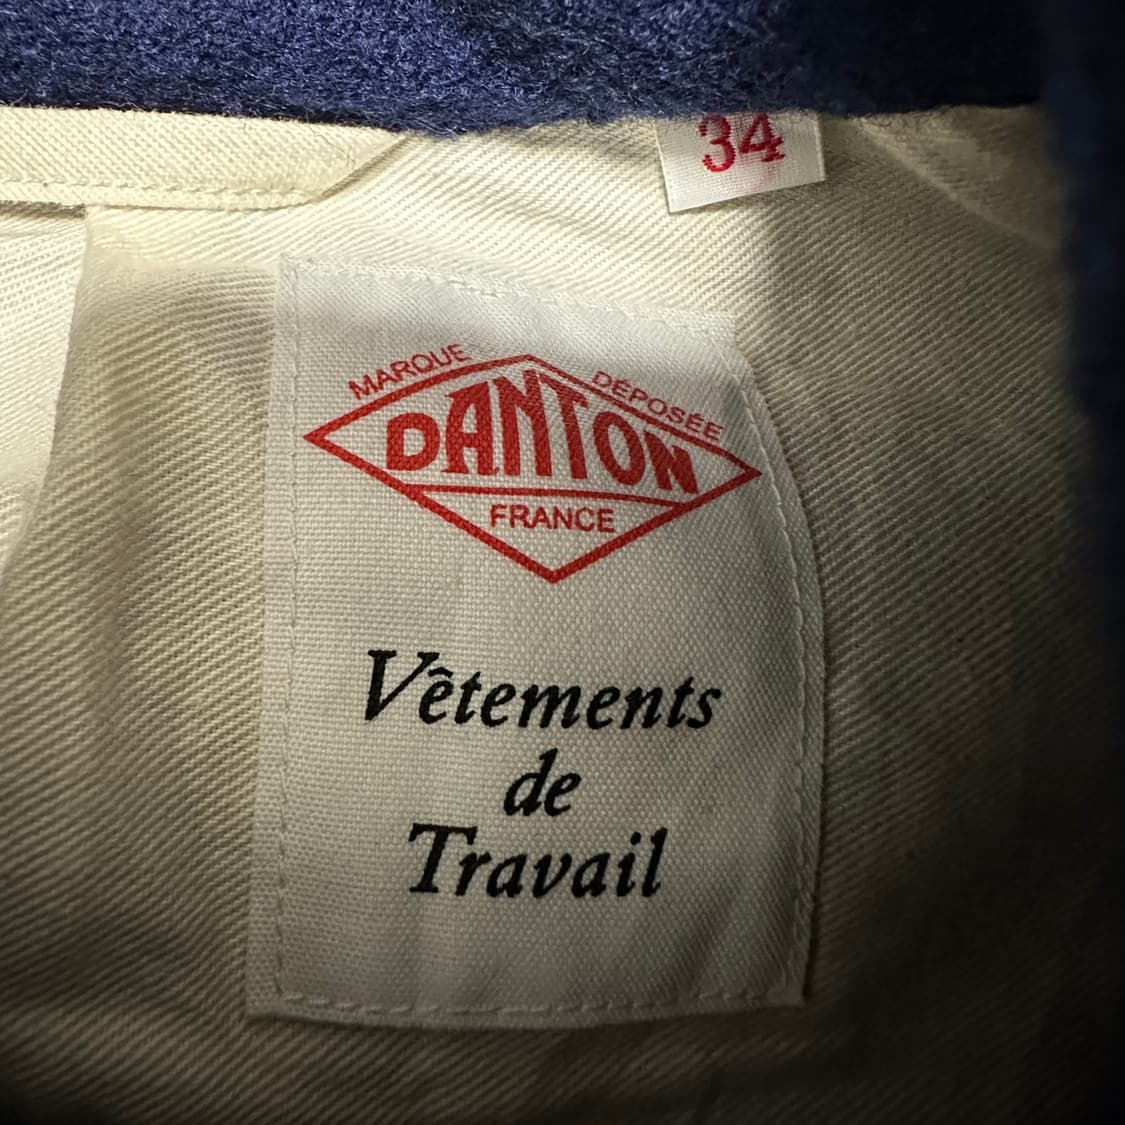 34
MARQUE DÉPOSÉE
DANTON
FRANCE
Vêtements
de
Travail